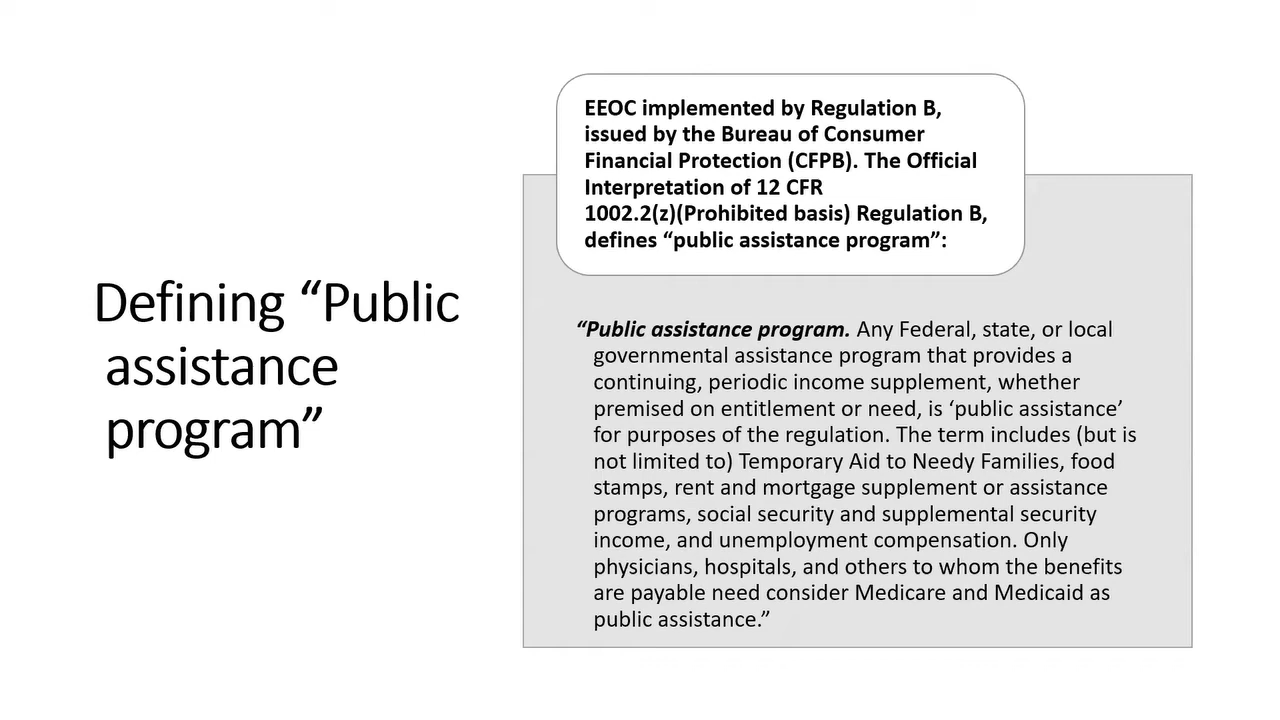 Defining “Public
assistance
program”
EEOC implemented by Regulation B,
issued by the Bureau of Consumer
Financial Protection (CFPB). The Official
Interpretation of 12 CFR
1002.2(z)(Prohibited basis) Regulation B,
defines “public assistance program”:
“Public assistance program. Any Federal, state, or local
governmental assistance program that provides a
continuing, periodic income supplement, whether
premised on entitlement or need, is ‘public assistance’
for purposes of the regulation. The term includes (but is
not limited to) Temporary Aid to Needy Families, food
stamps, rent and mortgage supplement or assistance
programs, social security and supplemental security
income, and unemployment compensation. Only
physicians, hospitals, and others to whom the benefits
are payable need consider Medicare and Medicaid as
public assistance.”